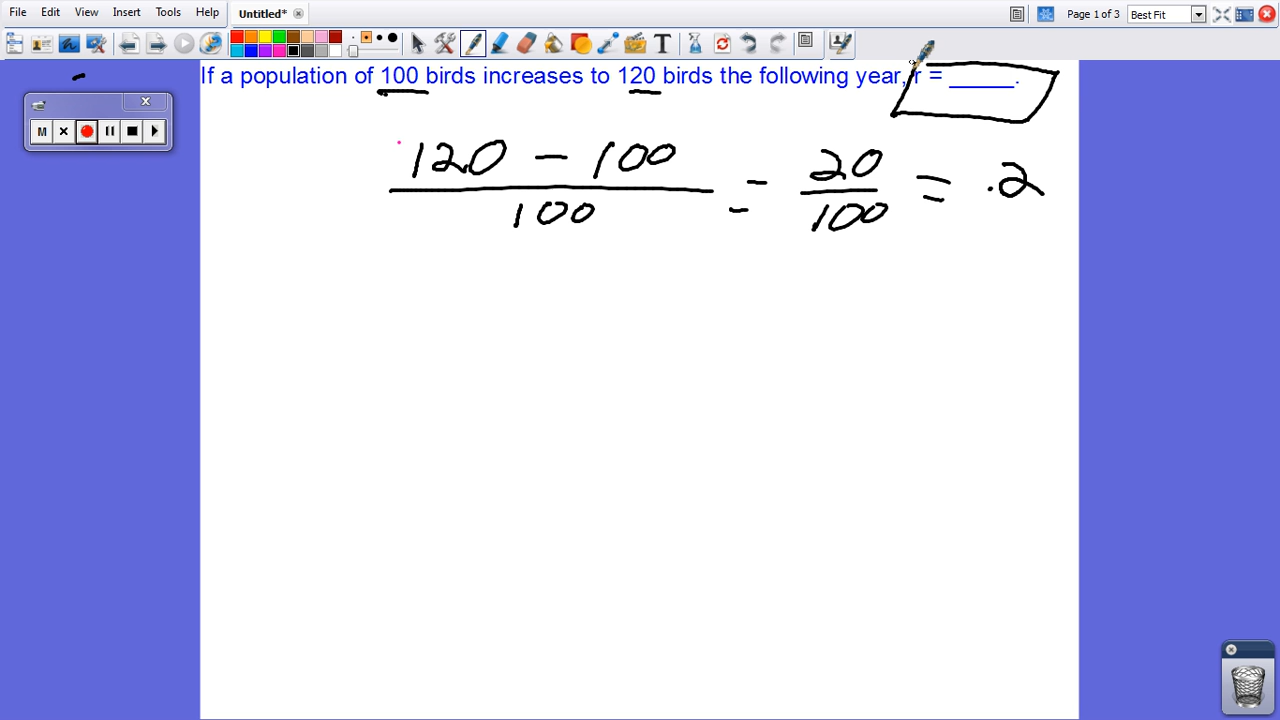 File Edit View Insert Tools Help Untitled* Page 1 of 3 Best Fit
If a population of 100 birds increases to 120 birds the following year, r = ______.
M
120 - 100 = 20 = .2
100 100